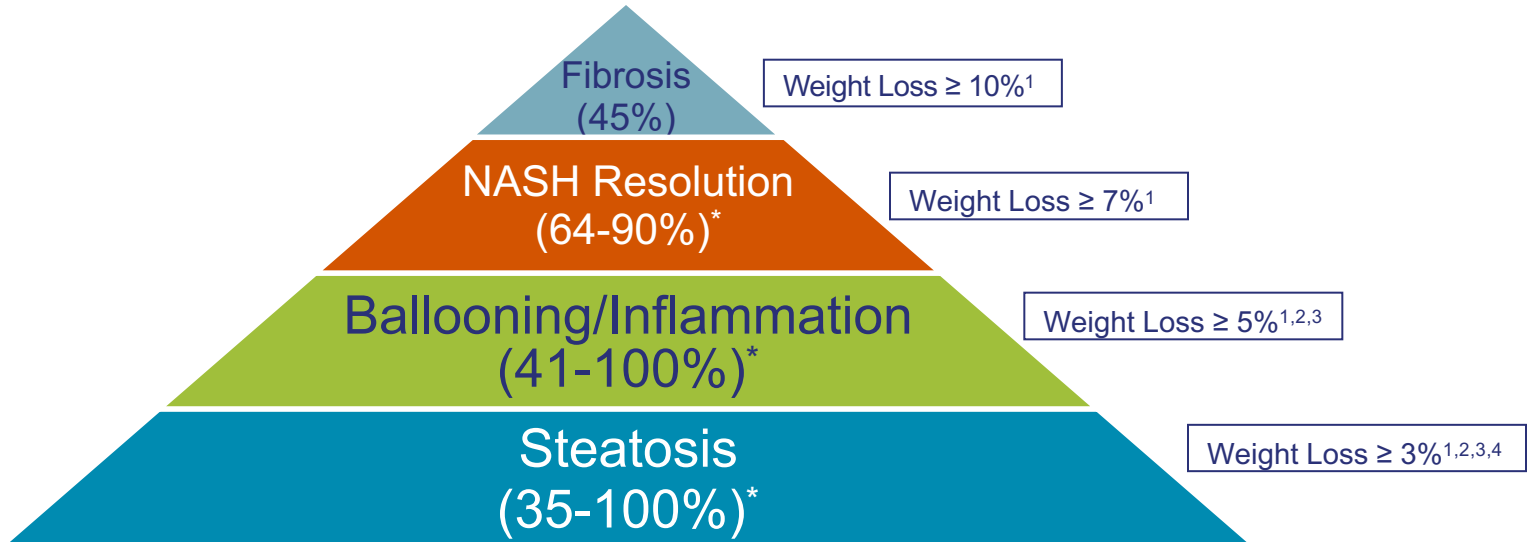 Fibrosis
(45%)
Weight Loss ≥ 10%¹
NASH Resolution
(64-90%)*
Weight Loss ≥ 7%¹
Ballooning/Inflammation
(41-100%)*
Weight Loss ≥ 5%¹,²,³
Steatosis
(35-100%)*
Weight Loss ≥ 3%¹,²,³,⁴